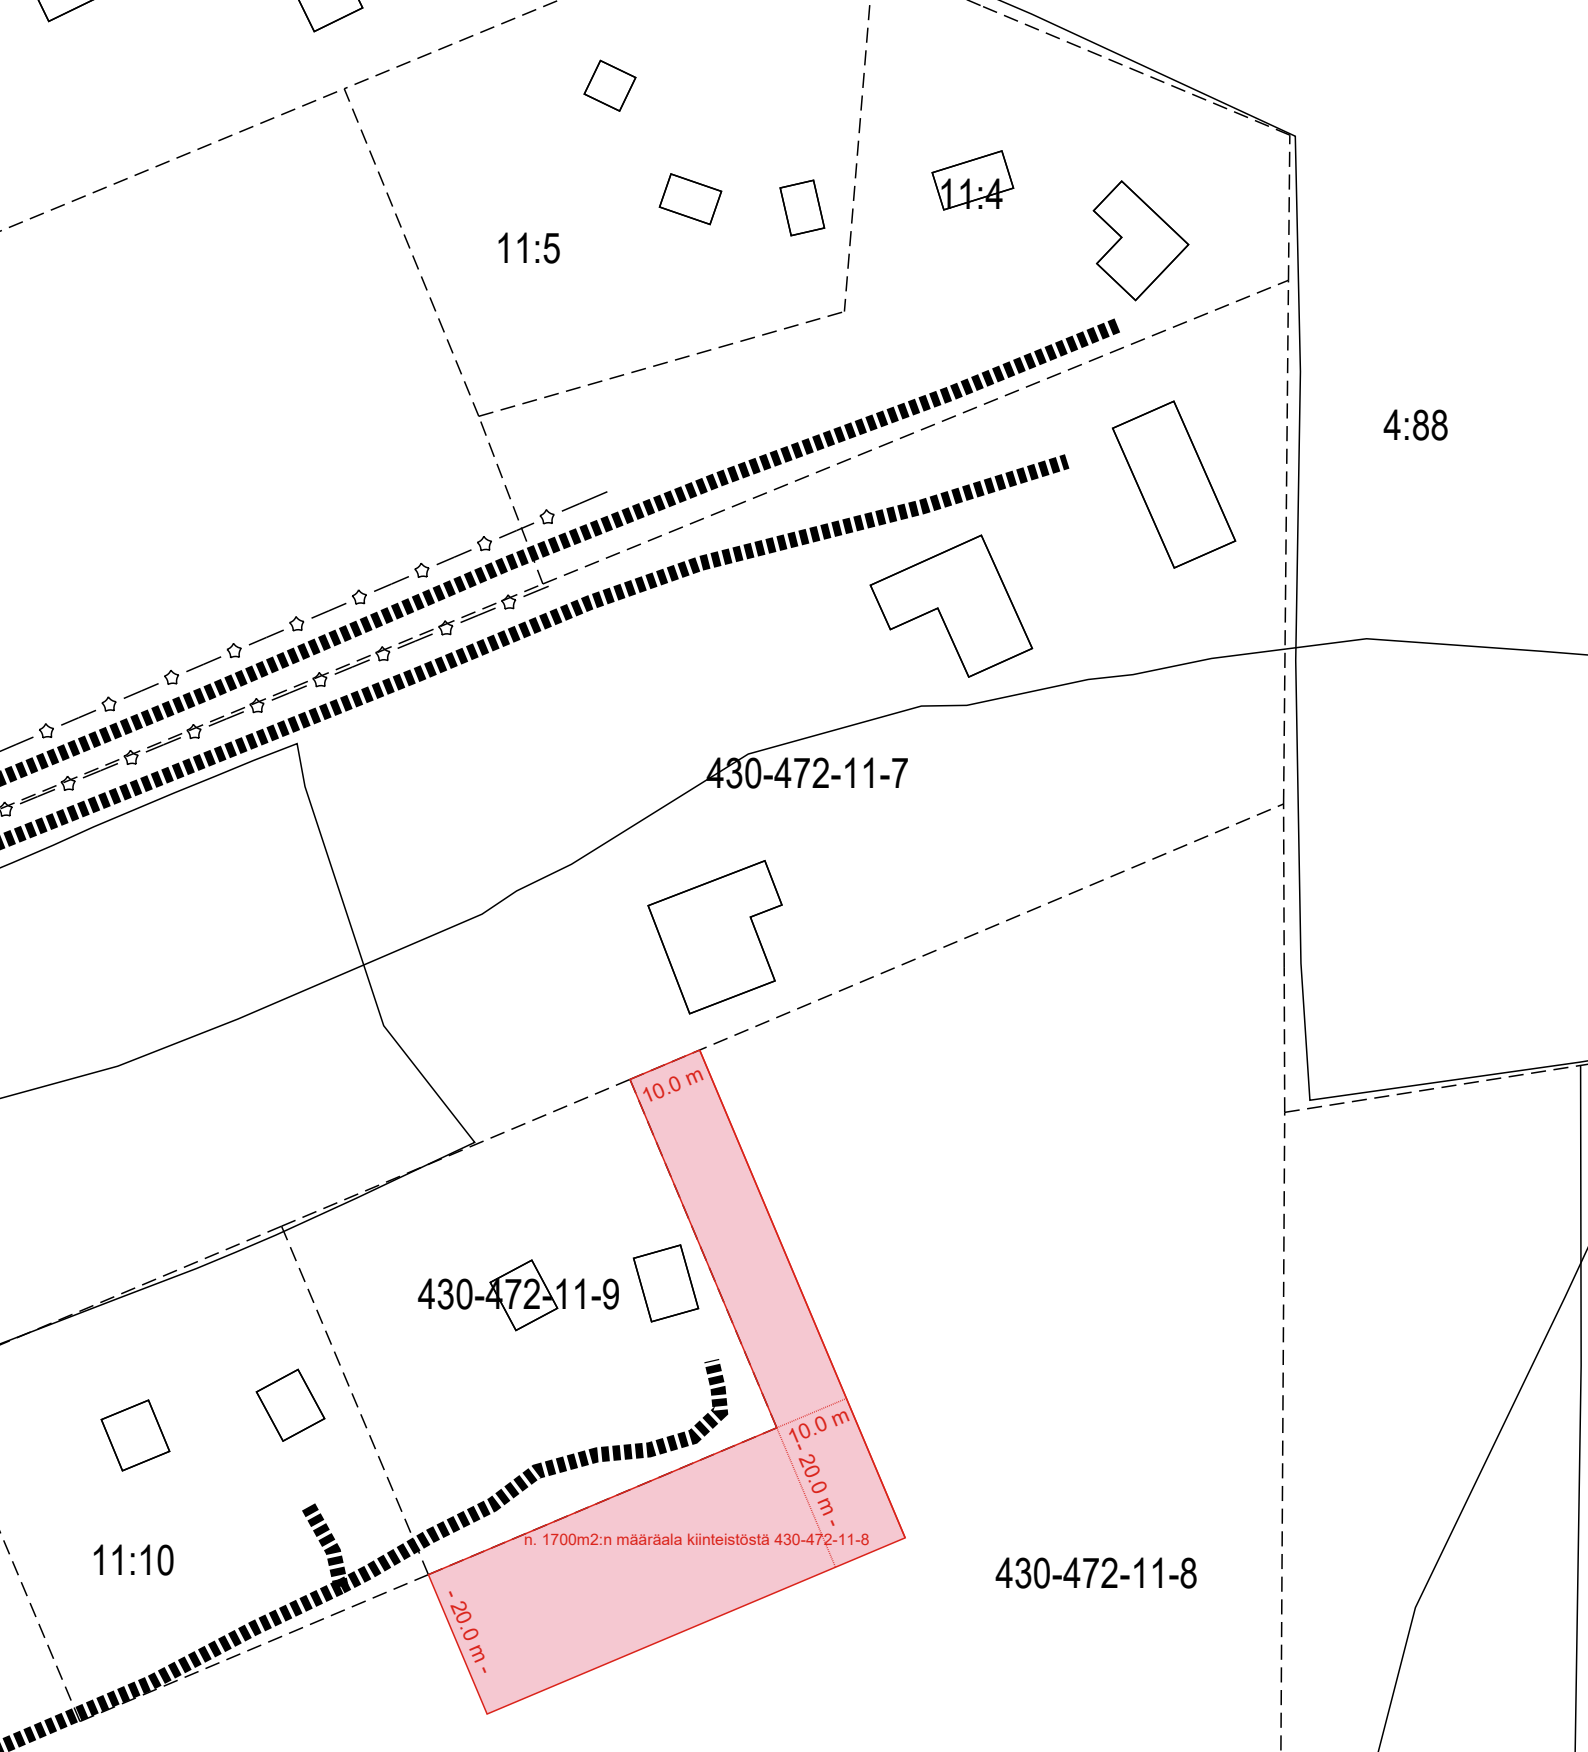 11:4
11:5
4:88
430-472-11-7
10.0 m
430-472-11-9
10.0 m
- 20.0 m -
n. 1700m2:n määräala kiinteistöstä 430-472-11-8
11:10
430-472-11-8
- 20.0 m -